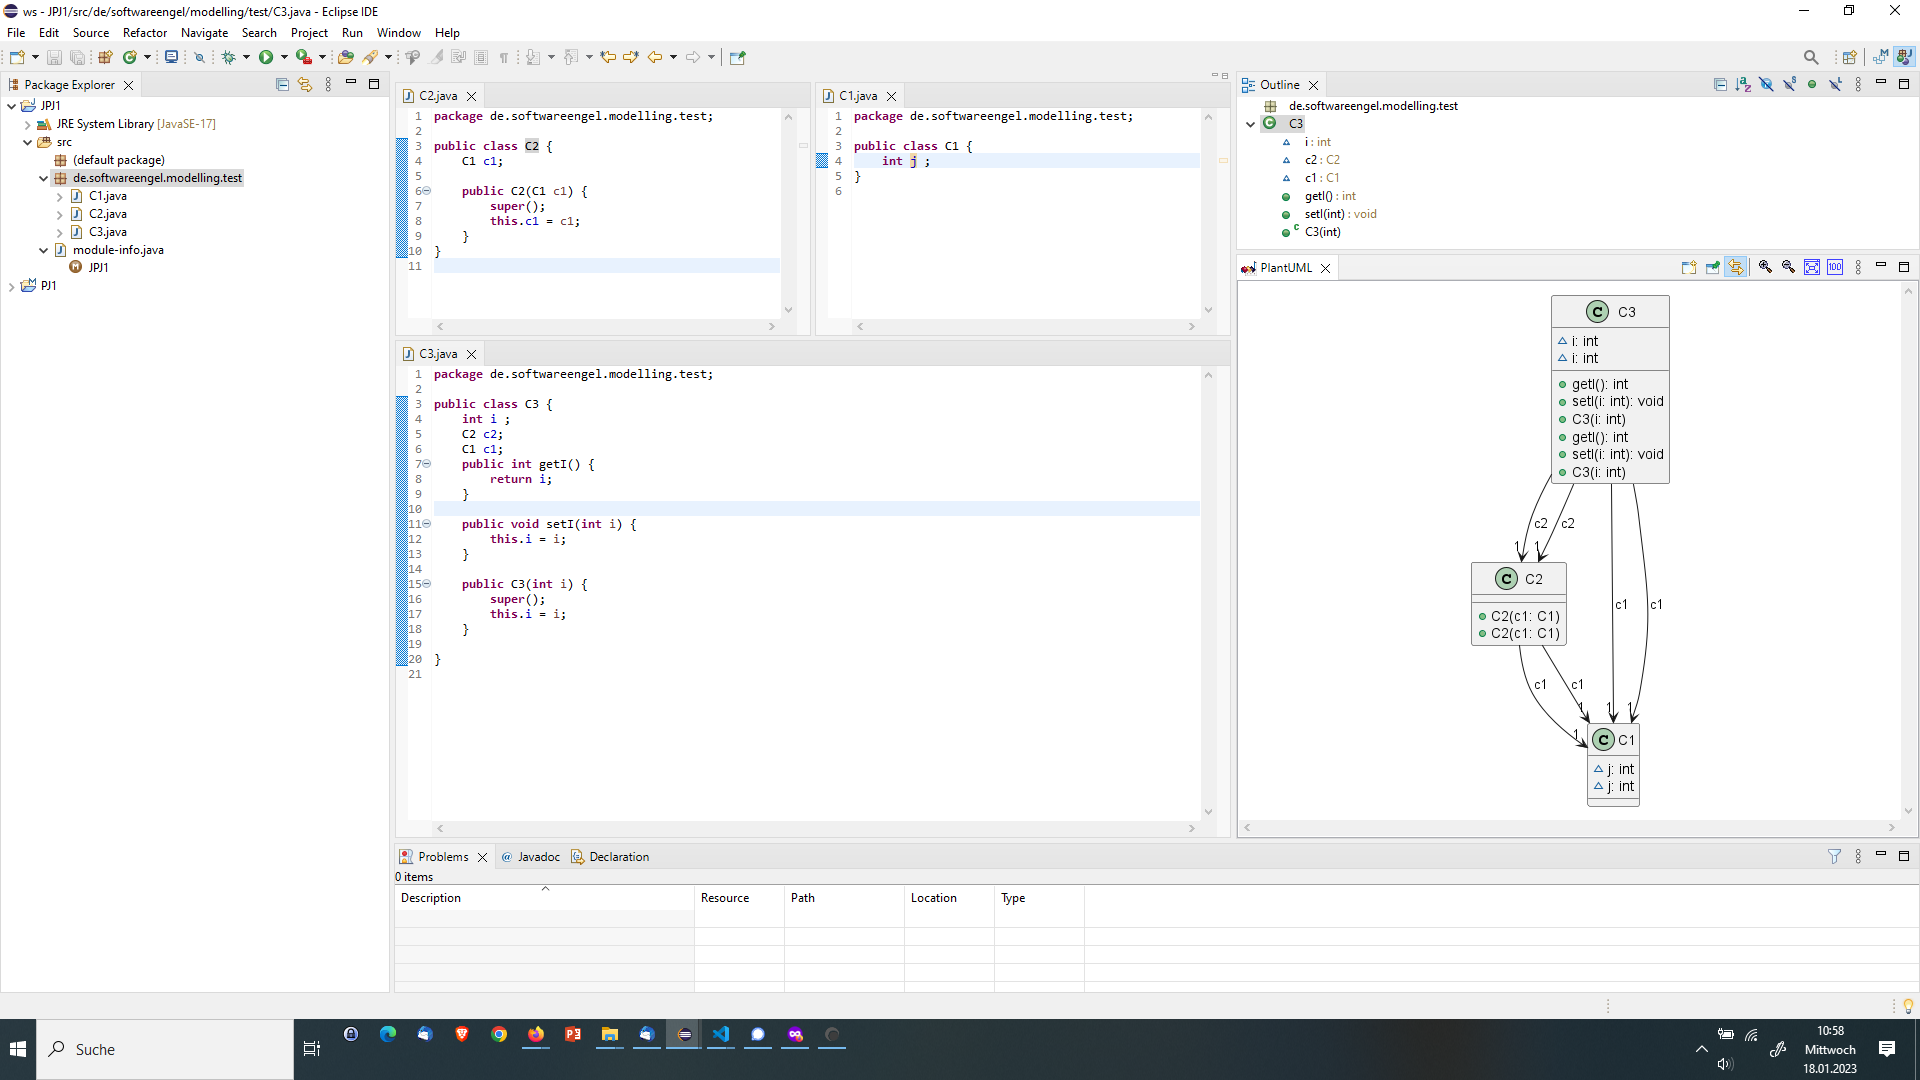 ws - JPJ1/src/de/softwareengel/modelling/test/C3.java - Eclipse IDE
File Edit Source Refactor Navigate Search Project Run Window Help
Package Explorer
JPJ1
JRE System Library [JavaSE-17]
src
(default package)
de.softwareengel.modelling.test
C1.java
C2.java
C3.java
module-info.java
JPJ1
PJ1
C2.java
1 package de.softwareengel.modelling.test;
2
3 public class C2 {
4 C1 c1;
5
6 public C2(C1 c1) {
7 super();
8 this.c1 = c1;
9 }
10 }
11
C1.java
1 package de.softwareengel.modelling.test;
2
3 public class C1 {
4 int j ;
5 }
6
C3.java
1 package de.softwareengel.modelling.test;
2
3 public class C3 {
4 int i ;
5 C2 c2;
6 C1 c1;
7 public int getI() {
8 return i;
9 }
10
11 public void setI(int i) {
12 this.i = i;
13 }
14
15 public C3(int i) {
16 super();
17 this.i = i;
18 }
19
20 }
21
Outline
de.softwareengel.modelling.test
C3
i : int
c2 : C2
c1 : C1
getI() : int
setI(int) : void
C3(int)
PlantUML
100
C C3
i: int
i: int
getI(): int
setI(i: int): void
C3(i: int)
getI(): int
setI(i: int): void
C3(i: int)
c2 c2
1 1
C C2
C2(c1: C1)
C2(c1: C1)
c1 c1
c1 c1
1 1 1
1
C C1
j: int
j: int
Problems Javadoc Declaration
0 items
Description Resource Path Location Type
Suche
10:58
Mittwoch
18.01.2023